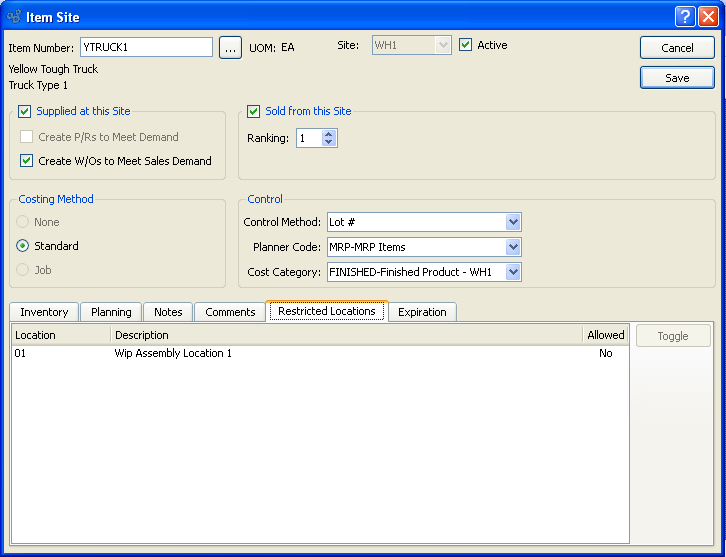 Item Site
Item Number: YTRUCK1 ... UOM: EA Site: WH1 Active Cancel
Yellow Tough Truck
Truck Type 1
Save
Supplied at this Site
Create P/Rs to Meet Demand
Create W/Os to Meet Sales Demand
Sold from this Site
Ranking: 1
Costing Method
None
Standard
Job
Control
Control Method: Lot #
Planner Code: MRP-MRP Items
Cost Category: FINISHED-Finished Product - WH1
Inventory Planning Notes Comments Restricted Locations Expiration
Location Description Allowed
01 Wip Assembly Location 1 No
Toggle